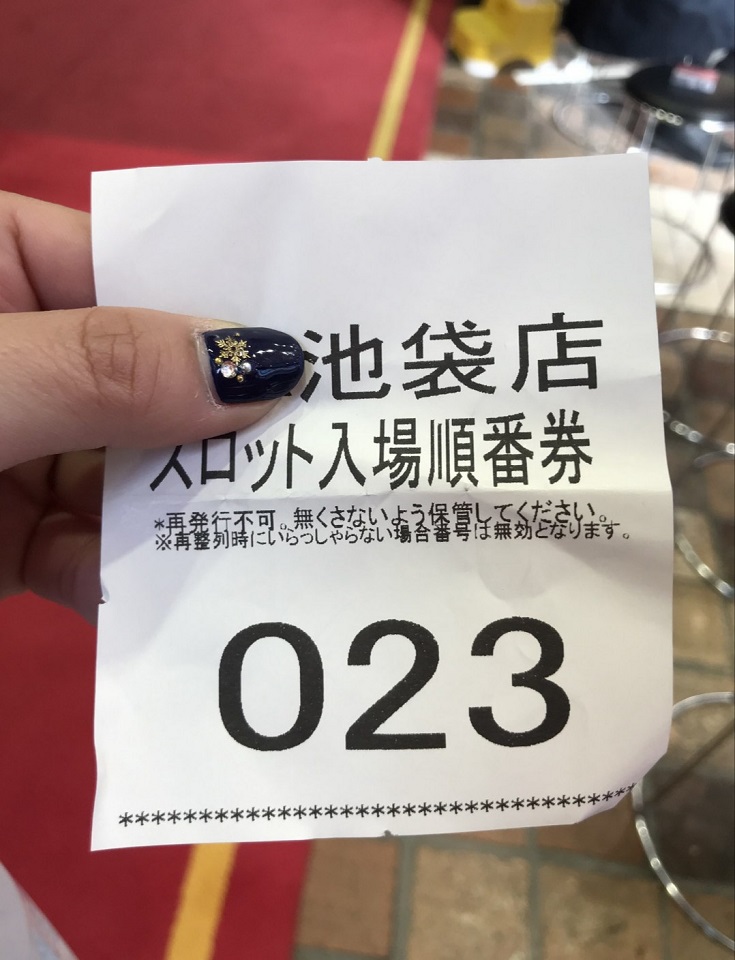 池袋店
スロット入場順番券
*再発行不可。無くさないよう保管してください。
※再整列時にいらっしゃらない場合番号は無効となります。
023
**********************************